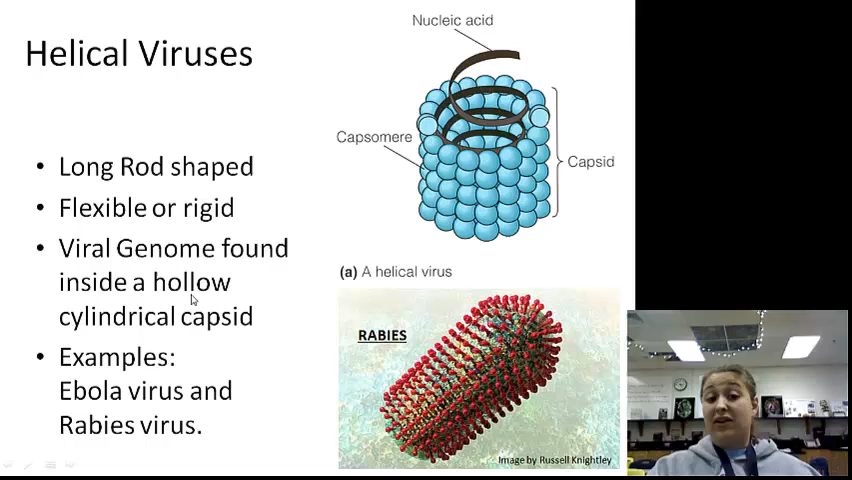 Helical Viruses
• Long Rod shaped
• Flexible or rigid
• Viral Genome found
inside a hollow
cylindrical capsid
• Examples:
Ebola virus and
Rabies virus.
Nucleic acid
Capsomere
Capsid
(a) A helical virus
RABIES
Image by Russell Knightley